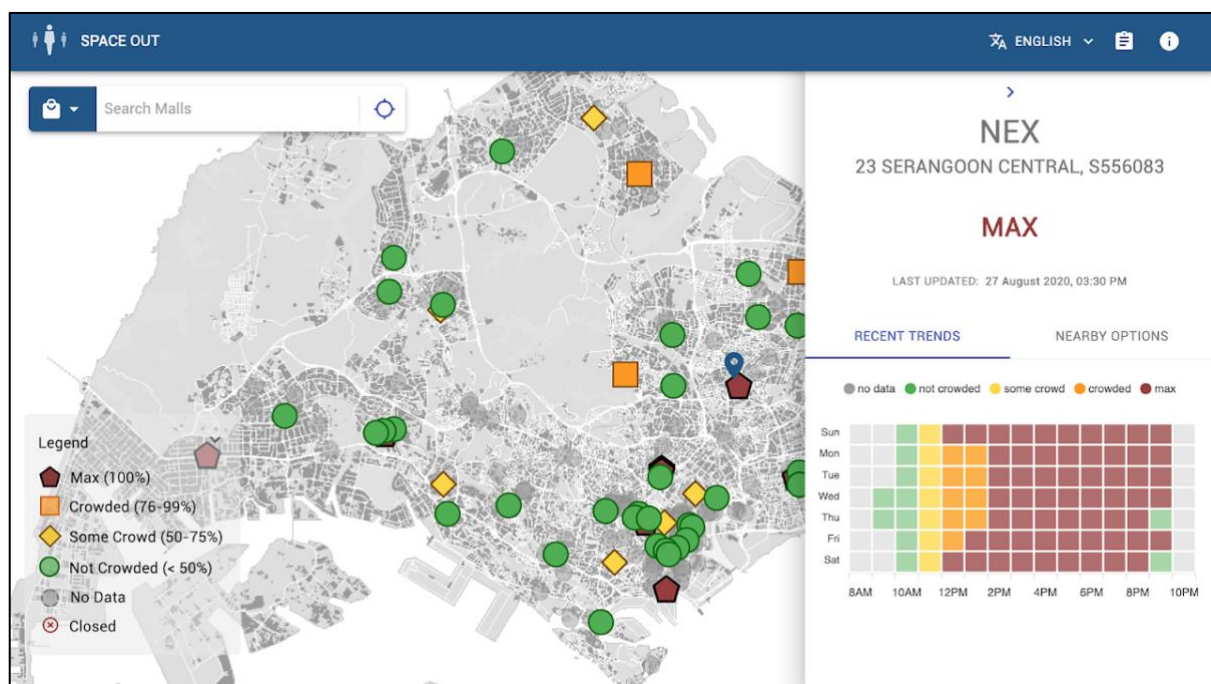 SPACE OUT
ENGLISH
Search Malls
NEX
23 SERANGOON CENTRAL, S556083
MAX
LAST UPDATED: 27 August 2020, 03:30 PM
RECENT TRENDS
NEARBY OPTIONS
no data not crowded some crowd crowded max
Sun
Mon
Tue
Wed
Thu
Fri
Sat
8AM 10AM 12PM 2PM 4PM 6PM 8PM 10PM
Legend
Max (100%)
Crowded (76-99%)
Some Crowd (50-75%)
Not Crowded (< 50%)
No Data
Closed